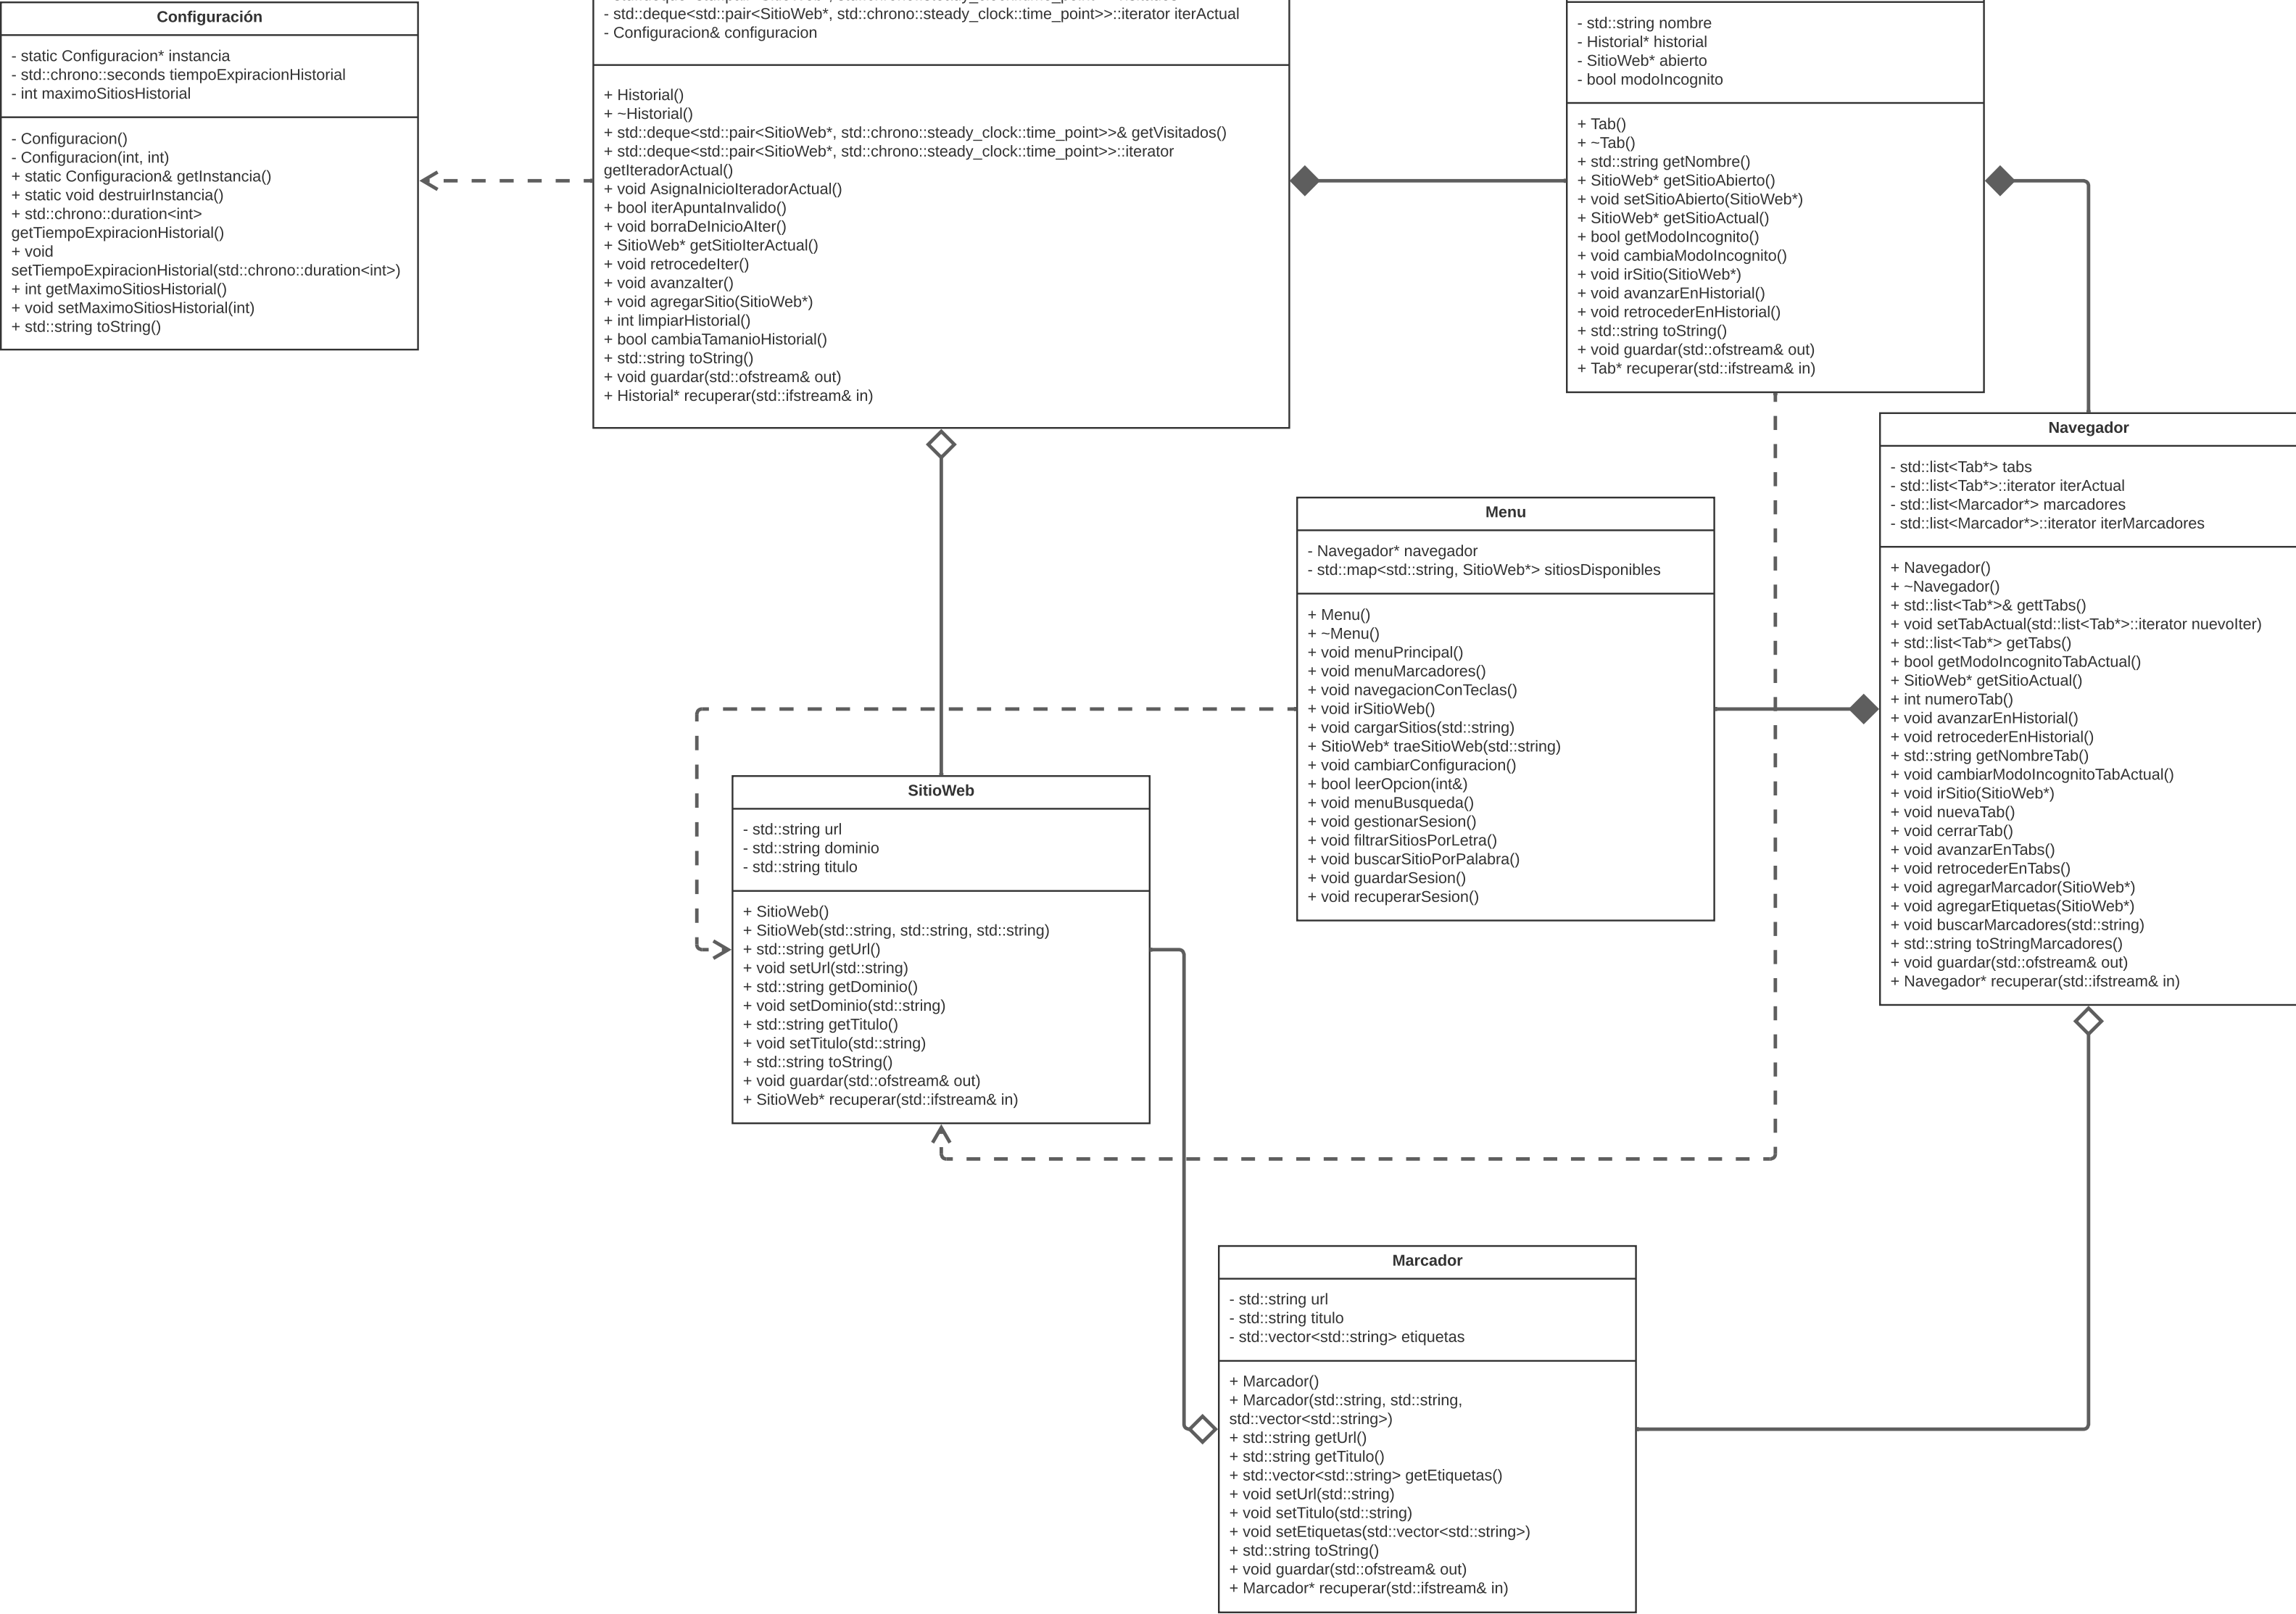 Configuración
- static Configuracion* instancia
- std::chrono::seconds tiempoExpiracionHistorial
- int maximoSitiosHistorial
- Configuracion()
- Configuracion(int, int)
+ static Configuracion& getInstancia()
+ static void destruirInstancia()
+ std::chrono::duration<int>
getTiempoExpiracionHistorial()
+ void
setTiempoExpiracionHistorial(std::chrono::duration<int>)
+ int getMaximoSitiosHistorial()
+ void setMaximoSitiosHistorial(int)
+ std::string toString()
- std::deque<std::pair<SitioWeb*, std::chrono::steady_clock::time_point>>::iterator iterActual
- Configuracion& configuracion
+ Historial()
+ ~Historial()
+ std::deque<std::pair<SitioWeb*, std::chrono::steady_clock::time_point>>& getVisitados()
+ std::deque<std::pair<SitioWeb*, std::chrono::steady_clock::time_point>>::iterator
getIteradorActual()
+ void AsignaInicioIteradorActual()
+ bool iterApuntaInvalido()
+ void borraDeInicioAIter()
+ SitioWeb* getSitioIterActual()
+ void retrocedeIter()
+ void avanzaIter()
+ void agregarSitio(SitioWeb*)
+ int limpiarHistorial()
+ bool cambiaTamanioHistorial()
+ std::string toString()
+ void guardar(std::ofstream& out)
+ Historial* recuperar(std::ifstream& in)
- std::string nombre
- Historial* historial
- SitioWeb* abierto
- bool modoIncognito
+ Tab()
+ ~Tab()
+ std::string getNombre()
+ SitioWeb* getSitioAbierto()
+ void setSitioAbierto(SitioWeb*)
+ SitioWeb* getSitioActual()
+ bool getModoIncognito()
+ void cambiaModoIncognito()
+ void irSitio(SitioWeb*)
+ void avanzarEnHistorial()
+ void retrocederEnHistorial()
+ std::string toString()
+ void guardar(std::ofstream& out)
+ Tab* recuperar(std::ifstream& in)
Navegador
- std::list<Tab*> tabs
- std::list<Tab*>::iterator iterActual
- std::list<Marcador*> marcadores
- std::list<Marcador*>::iterator iterMarcadores
+ Navegador()
+ ~Navegador()
+ std::list<Tab*>& gettTabs()
+ void setTabActual(std::list<Tab*>::iterator nuevoIter)
+ std::list<Tab*> getTabs()
+ bool getModoIncognitoTabActual()
+ SitioWeb* getSitioActual()
+ int numeroTab()
+ void avanzarEnHistorial()
+ void retrocederEnHistorial()
+ std::string getNombreTab()
+ void cambiarModoIncognitoTabActual()
+ void irSitio(SitioWeb*)
+ void nuevaTab()
+ void cerrarTab()
+ void avanzarEnTabs()
+ void retrocederEnTabs()
+ void agregarMarcador(SitioWeb*)
+ void agregarEtiquetas(SitioWeb*)
+ void buscarMarcadores(std::string)
+ std::string toStringMarcadores()
+ void guardar(std::ofstream& out)
+ Navegador* recuperar(std::ifstream& in)
Menu
- Navegador* navegador
- std::map<std::string, SitioWeb*> sitiosDisponibles
+ Menu()
+ ~Menu()
+ void menuPrincipal()
+ void menuMarcadores()
+ void navegacionConTeclas()
+ void irSitioWeb()
+ void cargarSitios(std::string)
+ SitioWeb* traeSitioWeb(std::string)
+ void cambiarConfiguracion()
+ bool leerOpcion(int&)
+ void menuBusqueda()
+ void gestionarSesion()
+ void filtrarSitiosPorLetra()
+ void buscarSitioPorPalabra()
+ void guardarSesion()
+ void recuperarSesion()
SitioWeb
- std::string url
- std::string dominio
- std::string titulo
+ SitioWeb()
+ SitioWeb(std::string, std::string, std::string)
+ std::string getUrl()
+ void setUrl(std::string)
+ std::string getDominio()
+ void setDominio(std::string)
+ std::string getTitulo()
+ void setTitulo(std::string)
+ std::string toString()
+ void guardar(std::ofstream& out)
+ SitioWeb* recuperar(std::ifstream& in)
Marcador
- std::string url
- std::string titulo
- std::vector<std::string> etiquetas
+ Marcador()
+ Marcador(std::string, std::string,
std::vector<std::string>)
+ std::string getUrl()
+ std::string getTitulo()
+ std::vector<std::string> getEtiquetas()
+ void setUrl(std::string)
+ void setTitulo(std::string)
+ void setEtiquetas(std::vector<std::string>)
+ std::string toString()
+ void guardar(std::ofstream& out)
+ Marcador* recuperar(std::ifstream& in)